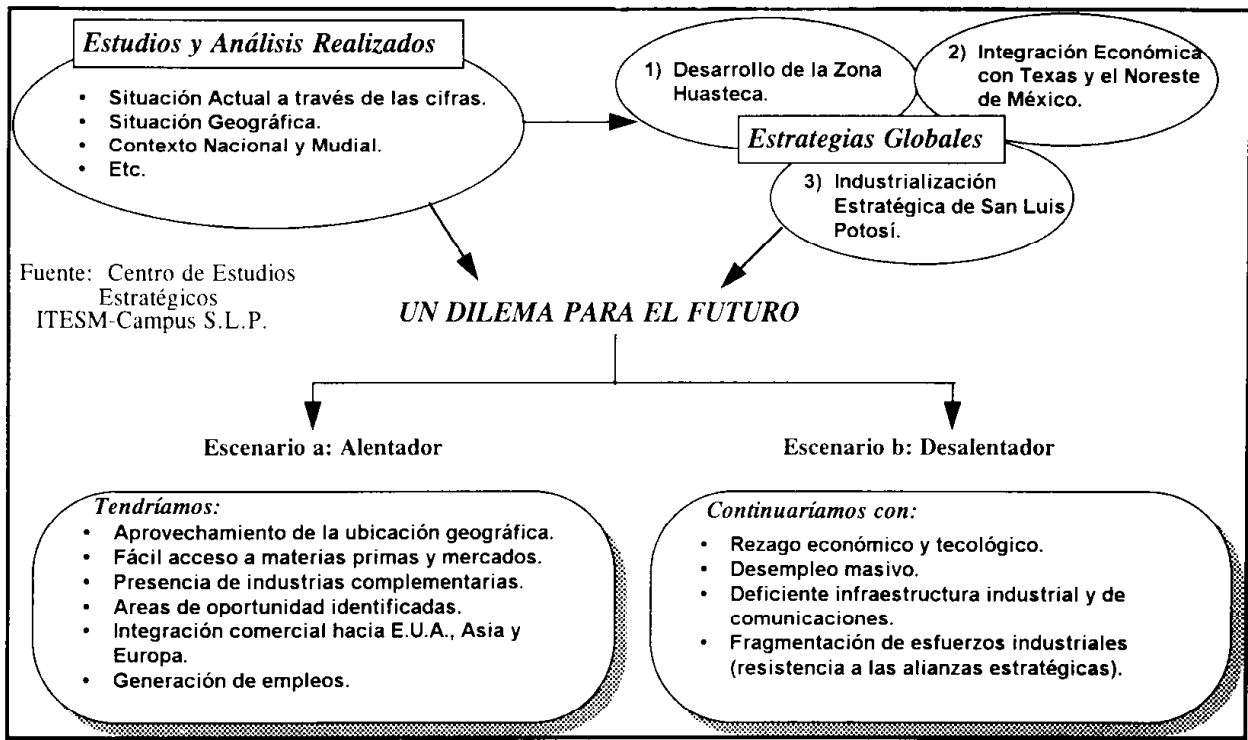 Estudios y Análisis Realizados
• Situación Actual a través de las cifras.
• Situación Geográfica.
• Contexto Nacional y Mudial.
• Etc.
1) Desarrollo de la Zona
Huasteca.
2) Integración Económica
con Texas y el Noreste
de México.
Estrategias Globales
3) Industrialización
Estratégica de San Luis
Potosí.
Fuente: Centro de Estudios
Estratégicos
ITESM-Campus S.L.P.
UN DILEMA PARA EL FUTURO
Escenario a: Alentador
Tendríamos:
• Aprovechamiento de la ubicación geográfica.
• Fácil acceso a materias primas y mercados.
• Presencia de industrias complementarias.
• Areas de oportunidad identificadas.
• Integración comercial hacia E.U.A., Asia y
Europa.
• Generación de empleos.
Escenario b: Desalentador
Continuaríamos con:
• Rezago económico y tecológico.
• Desempleo masivo.
• Deficiente infraestructura industrial y de
comunicaciones.
• Fragmentación de esfuerzos industriales
(resistencia a las alianzas estratégicas).